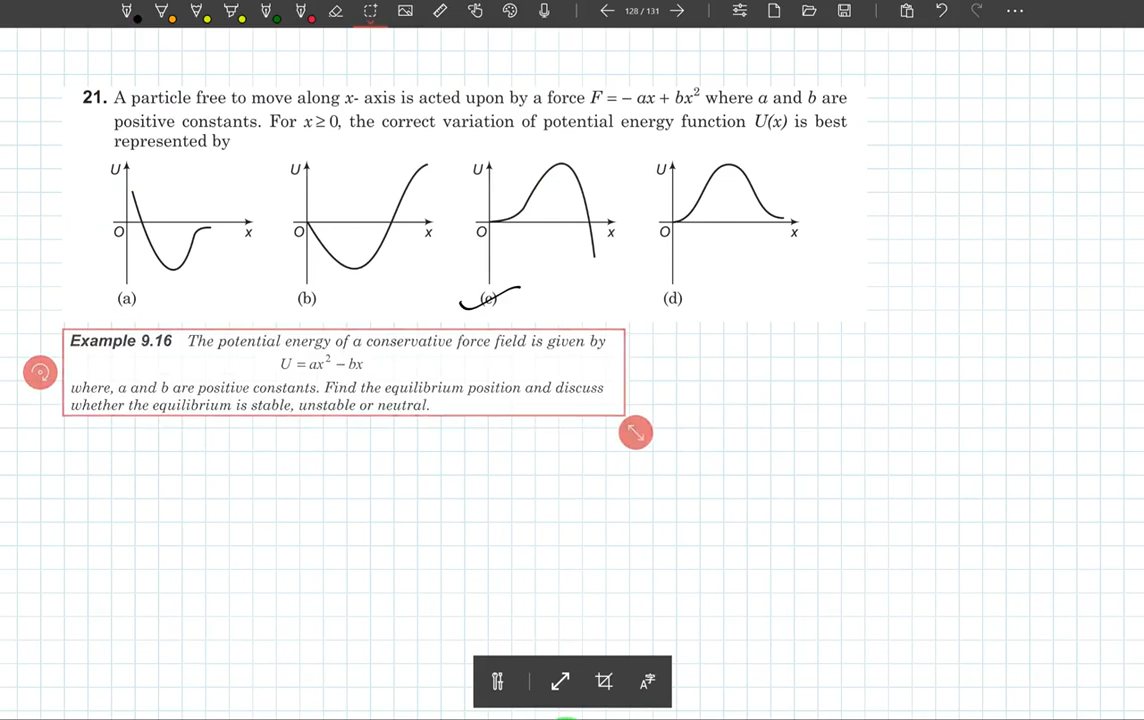 128 / 131
21. A particle free to move along x- axis is acted upon by a force F = – ax + bx² where a and b are
positive constants. For x ≥ 0, the correct variation of potential energy function U(x) is best
represented by
U U U U
O x O x O x O x
(a) (b) (c) (d)
Example 9.16 The potential energy of a conservative force field is given by
U = ax² – bx
where, a and b are positive constants. Find the equilibrium position and discuss
whether the equilibrium is stable, unstable or neutral.